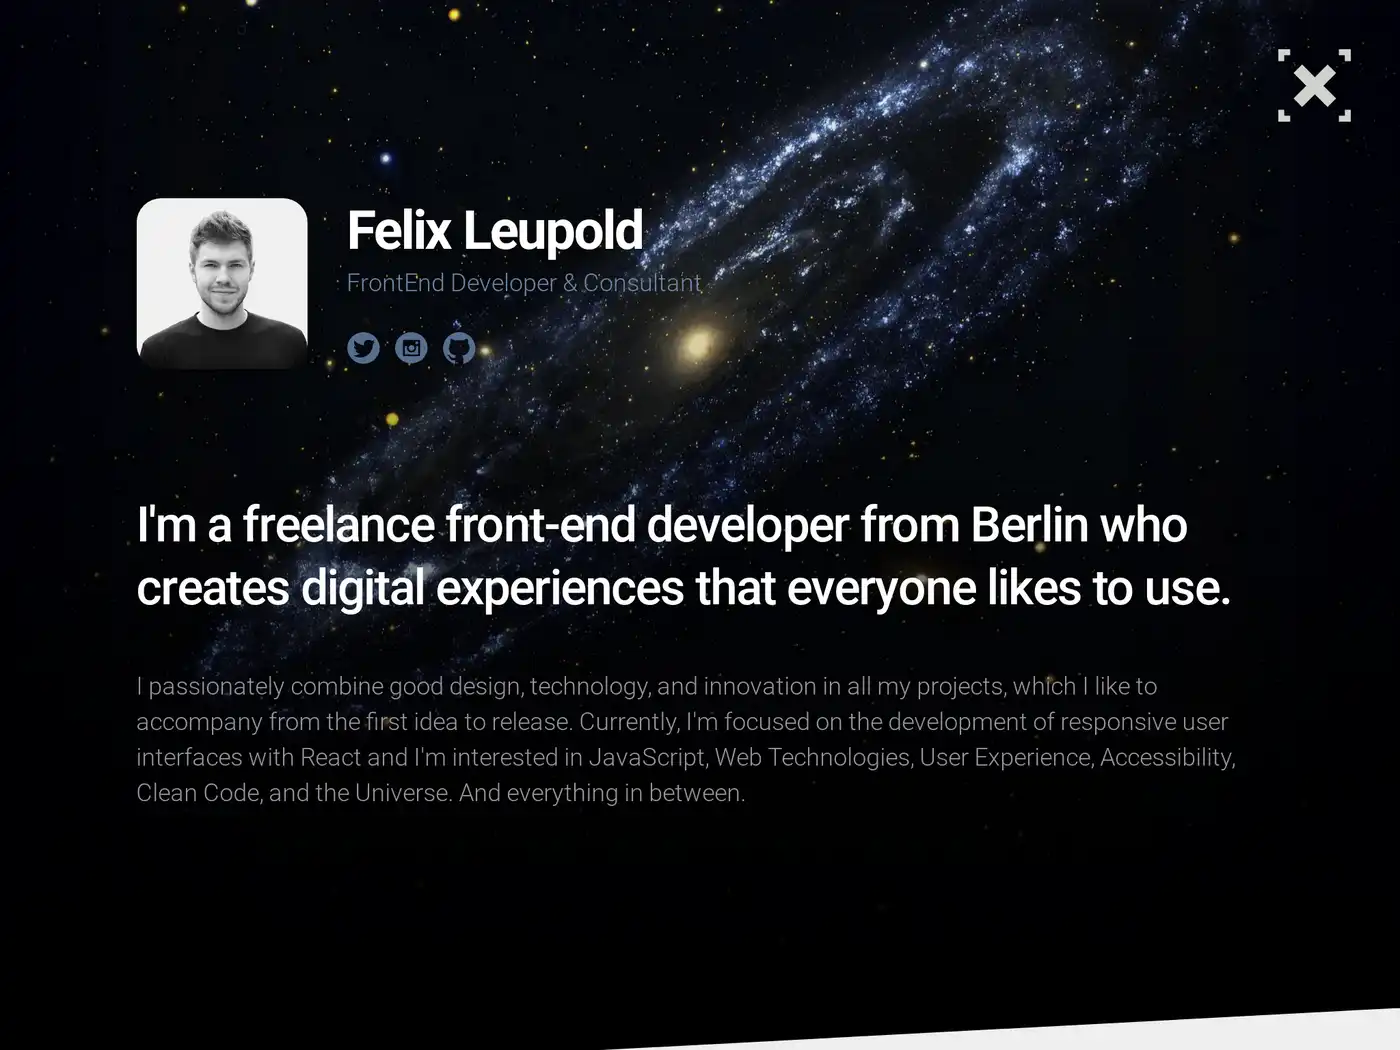 Felix Leupold
FrontEnd Developer & Consultant
I'm a freelance front-end developer from Berlin who
creates digital experiences that everyone likes to use.
I passionately combine good design, technology, and innovation in all my projects, which I like to
accompany from the first idea to release. Currently, I'm focused on the development of responsive user
interfaces with React and I'm interested in JavaScript, Web Technologies, User Experience, Accessibility,
Clean Code, and the Universe. And everything in between.